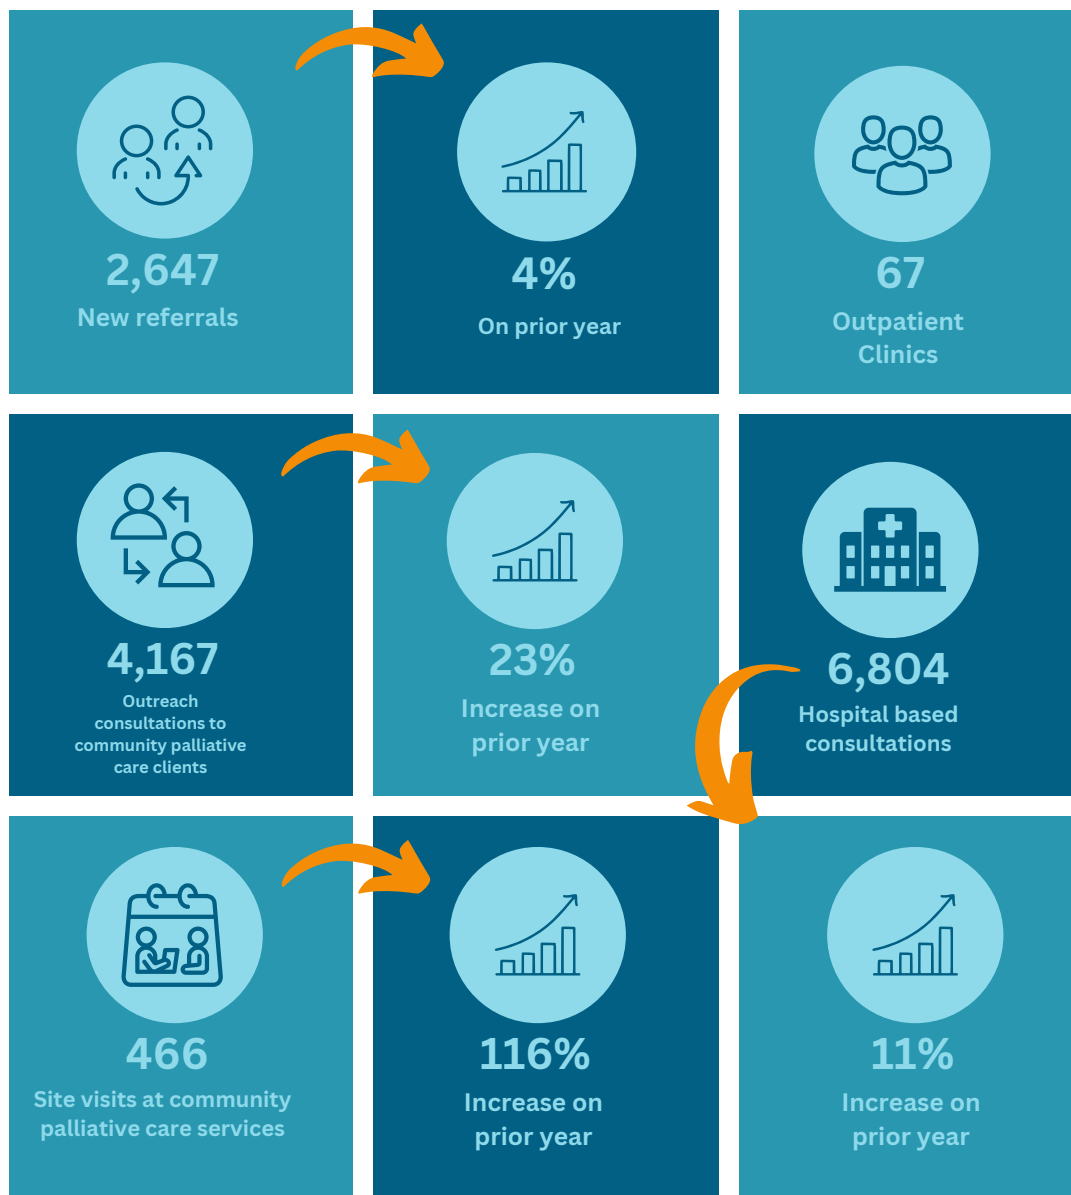 2,647
New referrals
4%
On prior year
67
Outpatient
Clinics
4,167
Outreach
consultations to
community palliative
care clients
23%
Increase on
prior year
6,804
Hospital based
consultations
466
Site visits at community
palliative care services
116%
Increase on
prior year
11%
Increase on
prior year